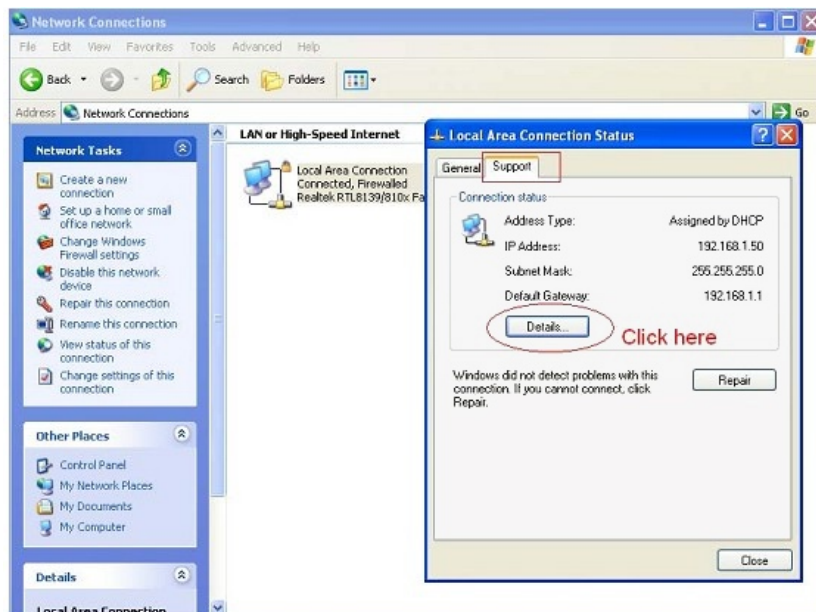 Network Connections
File Edit View Favorites Tools Advanced Help
Back Search Folders
Address Network Connections Go
Network Tasks
Create a new
connection
Set up a home or small
office network
Change Windows
Firewall settings
Disable this network
device
Repair this connection
Rename this connection
View status of this
connection
Change settings of this
connection
Other Places
Control Panel
My Network Places
My Documents
My Computer
Details
Local Area Connection
LAN or High-Speed Internet
Local Area Connection
Connected, Firewalled
Realtek RTL8139/810x Fa
Local Area Connection Status
General Support
Connection status
Address Type: Assigned by DHCP
IP Address: 192.168.1.50
Subnet Mask: 255.255.255.0
Default Gateway: 192.168.1.1
Details...
Click here
Windows did not detect problems with this
connection. If you cannot connect, click
Repair.
Repair
Close